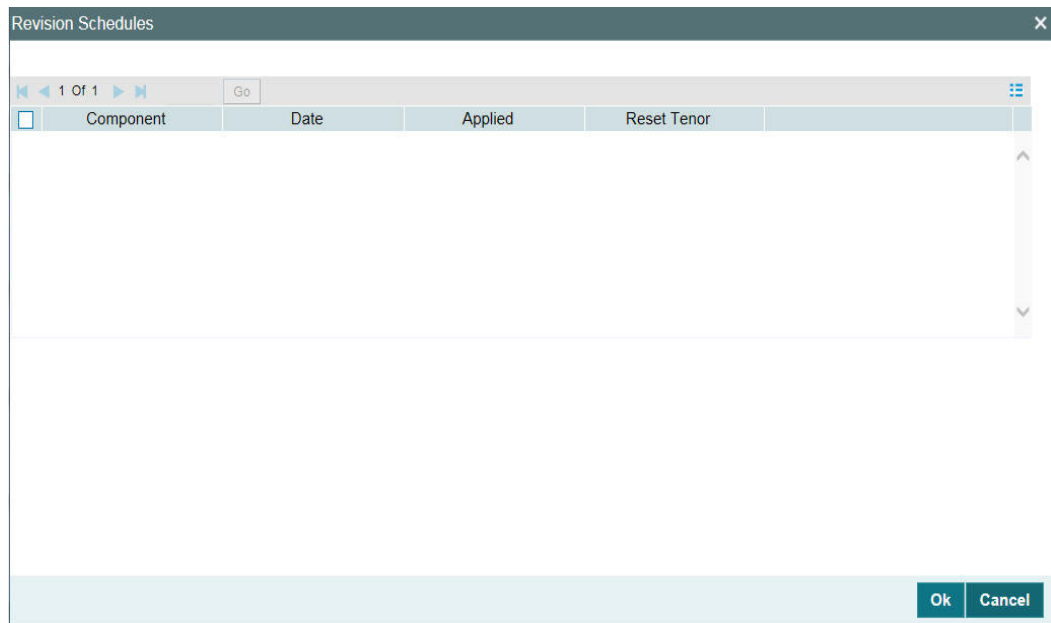 Revision Schedules
1 Of 1 Go
Component Date Applied Reset Tenor
Ok Cancel